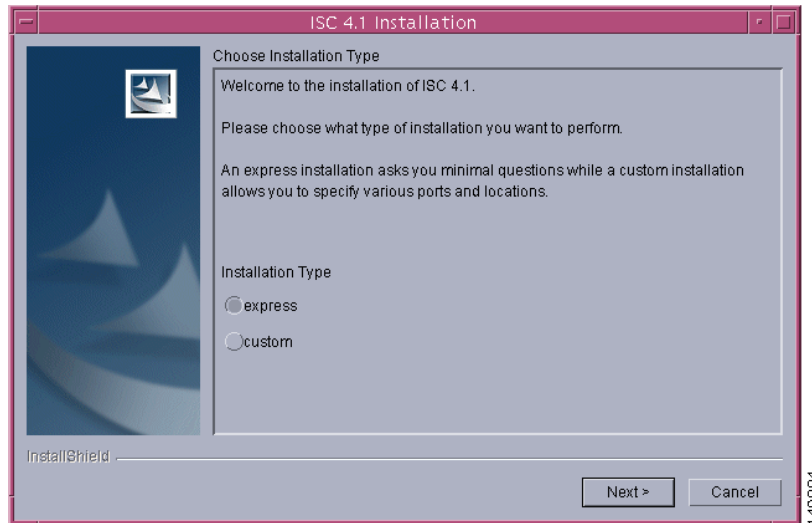 ISC 4.1 Installation
Choose Installation Type
Welcome to the installation of ISC 4.1.
Please choose what type of installation you want to perform.
An express installation asks you minimal questions while a custom installation
allows you to specify various ports and locations.
Installation Type
express
custom
InstallShield
Next >
Cancel